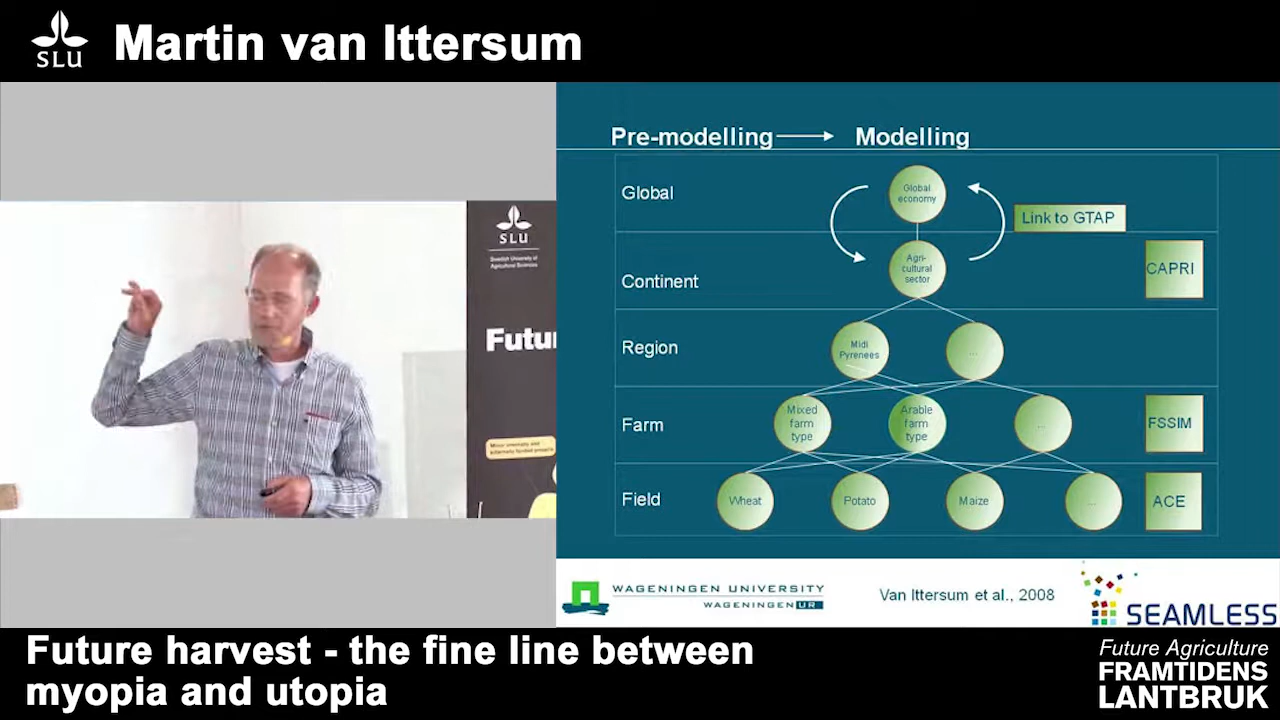 SLU
Martin van Ittersum
SLU
Swedish University of
Agricultural Sciences
Futu
Pre-modelling
Modelling
Global
Global
economy
Link to GTAP
Continent
Agri-
cultural
sector
CAPRI
Region
Midi
Pyrenees
...
Farm
Mixed
farm
type
Arable
farm
type
...
FSSIM
Field
Wheat
Potato
Maize
...
ACE
WAGENINGEN UNIVERSITY
WAGENINGEN UR
Van Ittersum et al., 2008
SEAMLESS
Future harvest - the fine line between
myopia and utopia
Future Agriculture
FRAMTIDENS
LANTBRUK